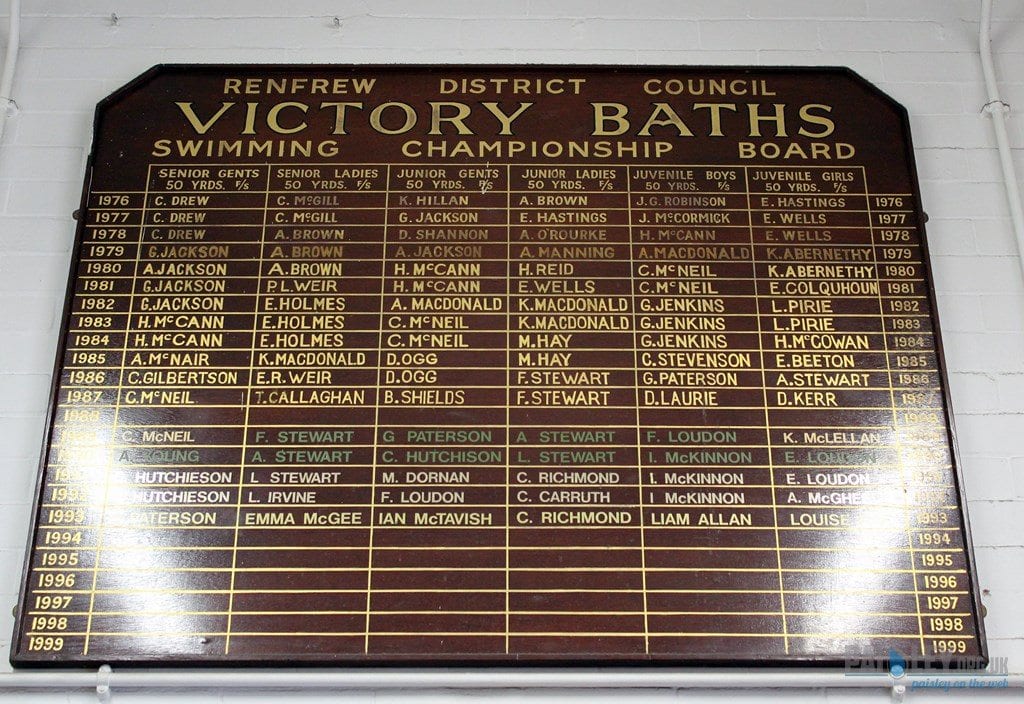 RENFREW DISTRICT COUNCIL
VICTORY BATHS
SWIMMING CHAMPIONSHIP BOARD
SENIOR GENTS SENIOR LADIES JUNIOR GENTS JUNIOR LADIES JUVENILE BOYS JUVENILE GIRLS
50 YRDS. F/S 50 YRDS. F/S 50 YRDS. F/S 50 YRDS. F/S 50 YRDS. F/S 50 YRDS. F/S
1976 C. DREW C. McGILL K. HILLAN A. BROWN J.G. ROBINSON E. HASTINGS 1976
1977 C. DREW C. McGILL G. JACKSON E. HASTINGS J. McCORMICK E. WELLS 1977
1978 C. DREW A. BROWN D. SHANNON A. O'ROURKE H. McCANN E. WELLS 1978
1979 G.JACKSON A. BROWN A. JACKSON A. MANNING A. MACDONALD K. ABERNETHY 1979
1980 A.JACKSON A. BROWN H. McCANN H. REID C. McNEIL K. ABERNETHY 1980
1981 G.JACKSON P.L. WEIR H. McCANN E. WELLS C. McNEIL E. COLQUHOUN 1981
1982 G.JACKSON E. HOLMES A. MACDONALD K. MACDONALD G. JENKINS L. PIRIE 1982
1983 H. McCANN E. HOLMES C. McNEIL K. MACDONALD G. JENKINS L. PIRIE 1983
1984 H. McCANN E. HOLMES C. McNEIL M. HAY G. JENKINS H. McCOWAN 1984
1985 A. McNAIR K. MACDONALD D. OGG M. HAY C. STEVENSON E. BEETON 1985
1986 C. GILBERTSON E.R. WEIR D. OGG F. STEWART G. PATERSON A. STEWART 1986
1987 C. McNEIL T. CALLAGHAN B. SHIELDS F. STEWART D. LAURIE D. KERR
1988
C. McNEIL F. STEWART G PATERSON A STEWART F. LOUDON K. McLELLAN
A. YOUNG A. STEWART C. HUTCHISON L. STEWART I. McKINNON E. LOUDON
HUTCHIESON L STEWART M. DORNAN C. RICHMOND I. McKINNON E. LOUDON
HUTCHIESON L. IRVINE F. LOUDON C. CARRUTH I McKINNON A. McGHEE
1993 PATERSON EMMA McGEE IAN McTAVISH C. RICHMOND LIAM ALLAN LOUISE 1993
1994 1994
1995 1995
1996 1996
1997 1997
1998 1998
1999 1999
PAISLEY.ORG.UK
paisley on the web